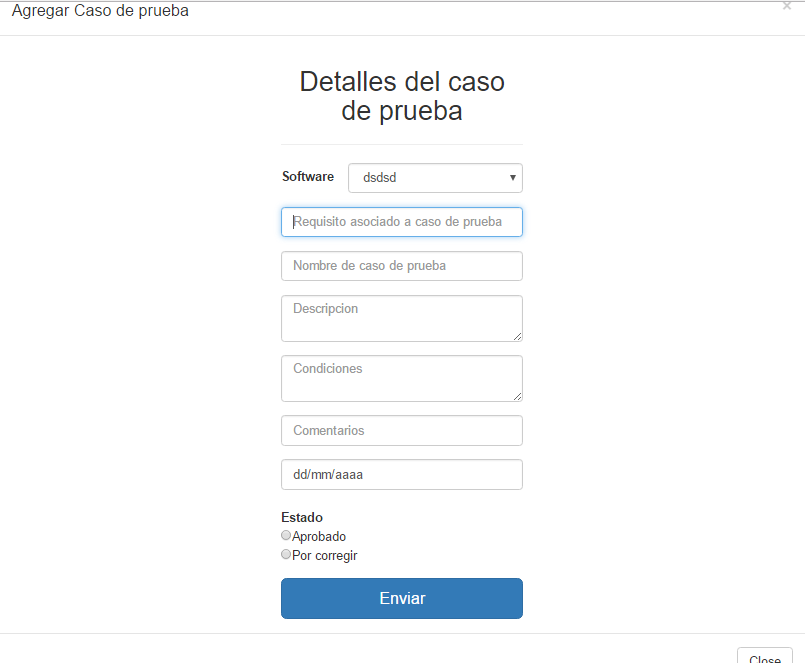 Agregar Caso de prueba
×
Detalles del caso
de prueba
Software
dsdsd
Requisito asociado a caso de prueba
Nombre de caso de prueba
Descripcion
Condiciones
Comentarios
dd/mm/aaaa
Estado
Aprobado
Por corregir
Enviar
Close